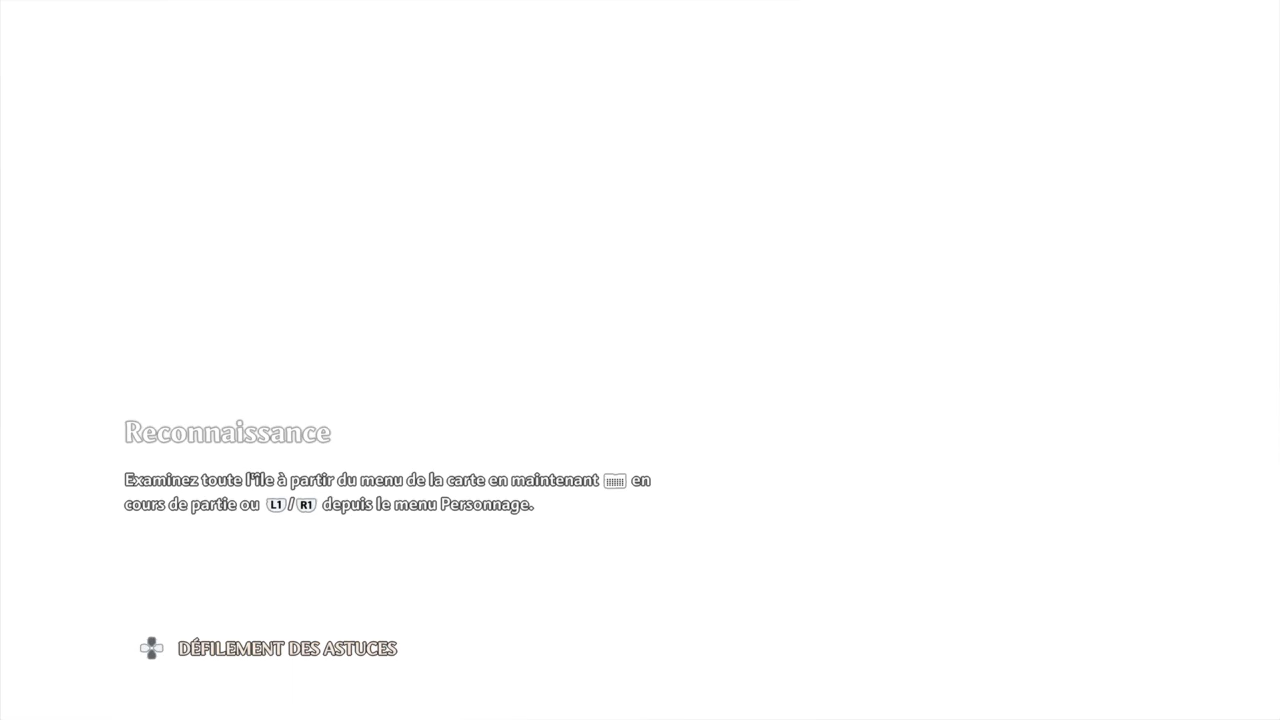 Reconnaissance
Examinez toute l'île à partir du menu de la carte en maintenant en
cours de partie ou L1/R1 depuis le menu Personnage.
DÉFILEMENT DES ASTUCES